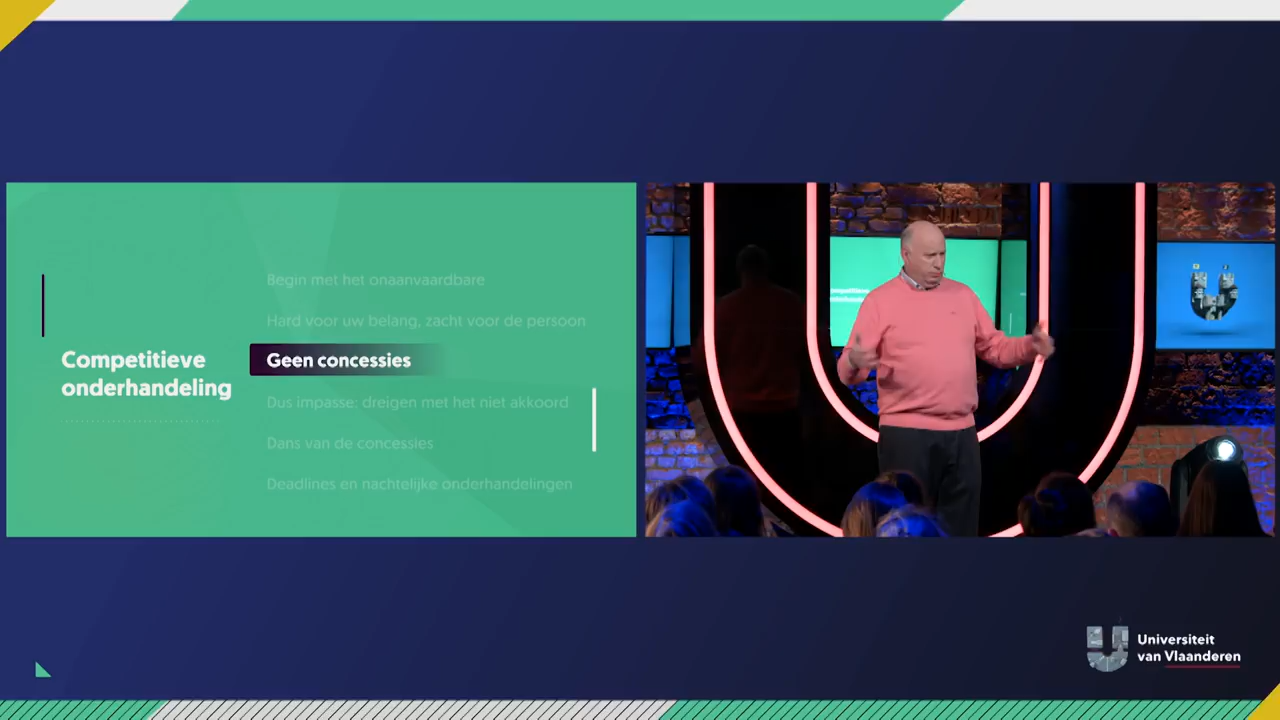 Competitieve
onderhandeling
Begin met het onaanvaardbare
Hard voor uw belang, zacht voor de persoon
Geen concessies
Dus impasse: dreigen met het niet akkoord
Dans van de concessies
Deadlines en nachtelijke onderhandelingen
Universiteit
van Vlaanderen